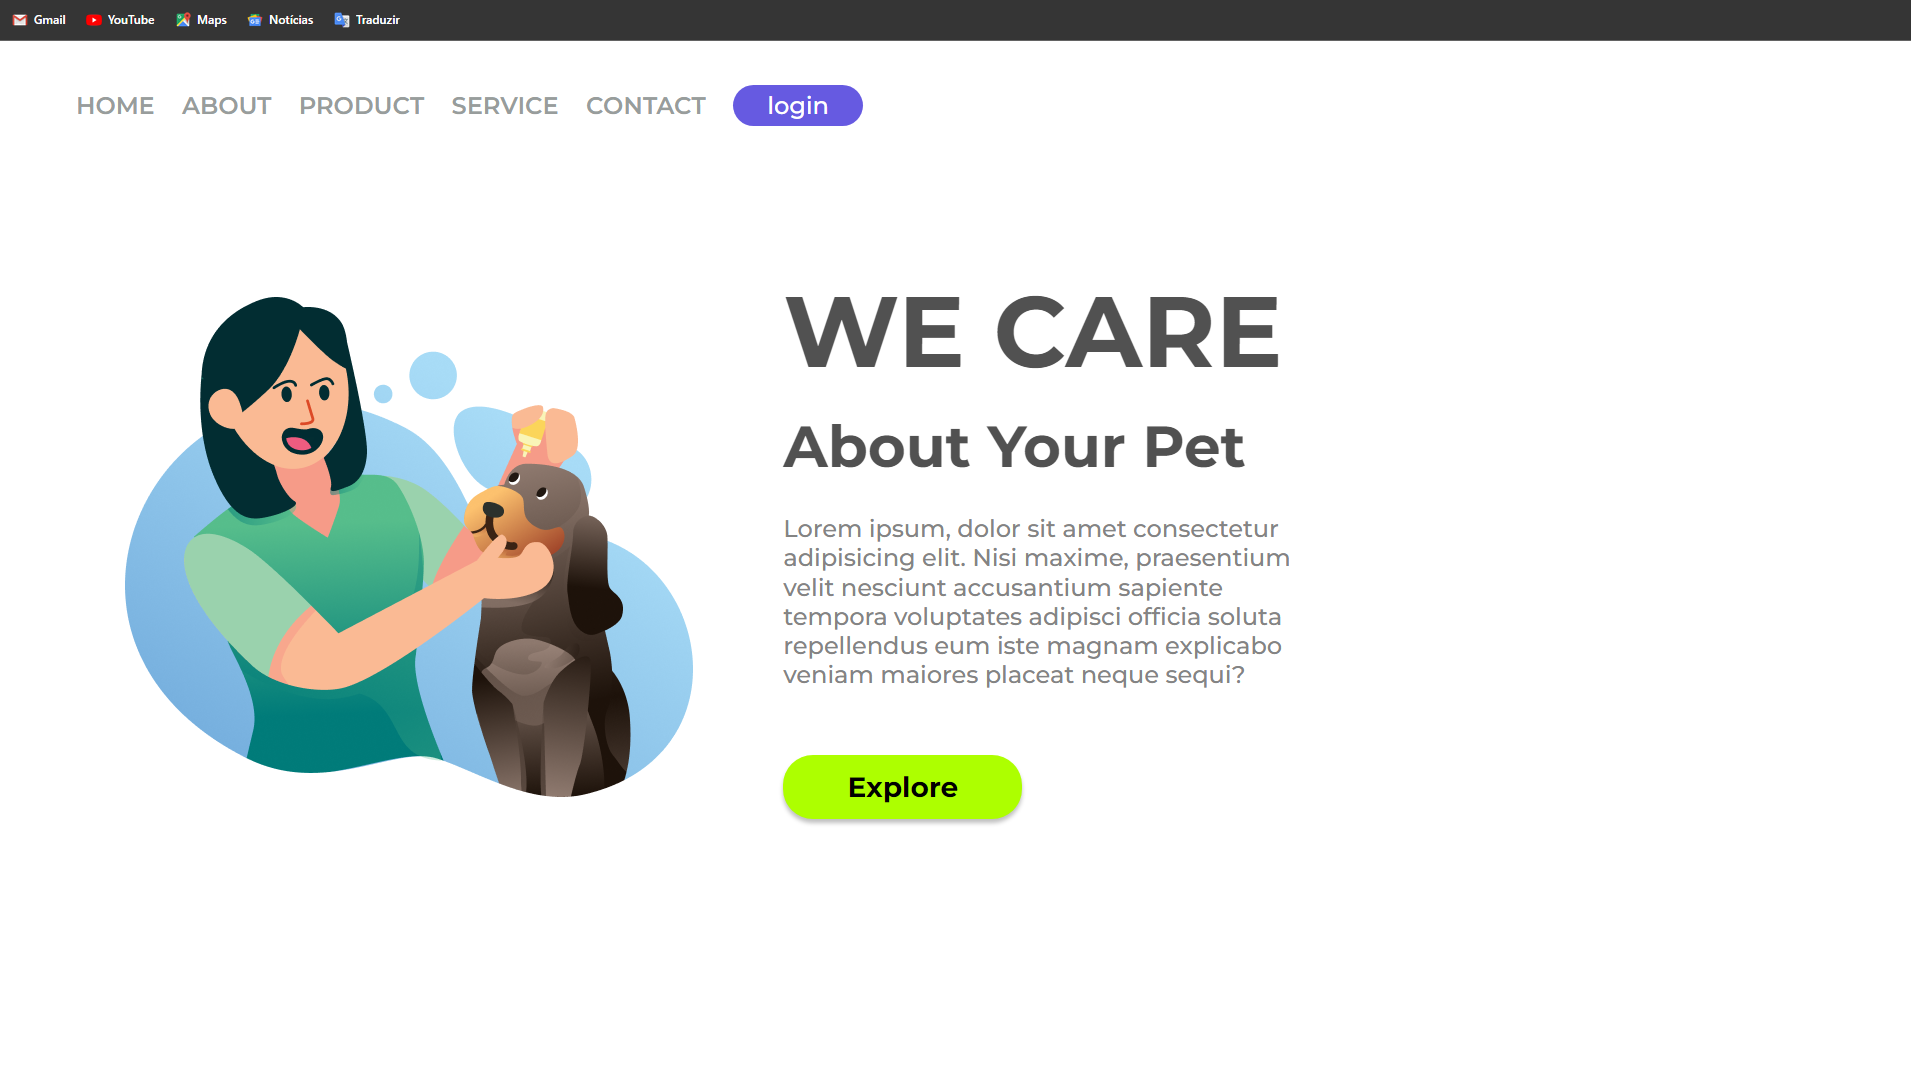 Gmail YouTube Maps Notícias Traduzir
HOME ABOUT PRODUCT SERVICE CONTACT login
WE CARE
About Your Pet
Lorem ipsum, dolor sit amet consectetur
adipisicing elit. Nisi maxime, praesentium
velit nesciunt accusantium sapiente
tempora voluptates adipisci officia soluta
repellendus eum iste magnam explicabo
veniam maiores placeat neque sequi?
Explore